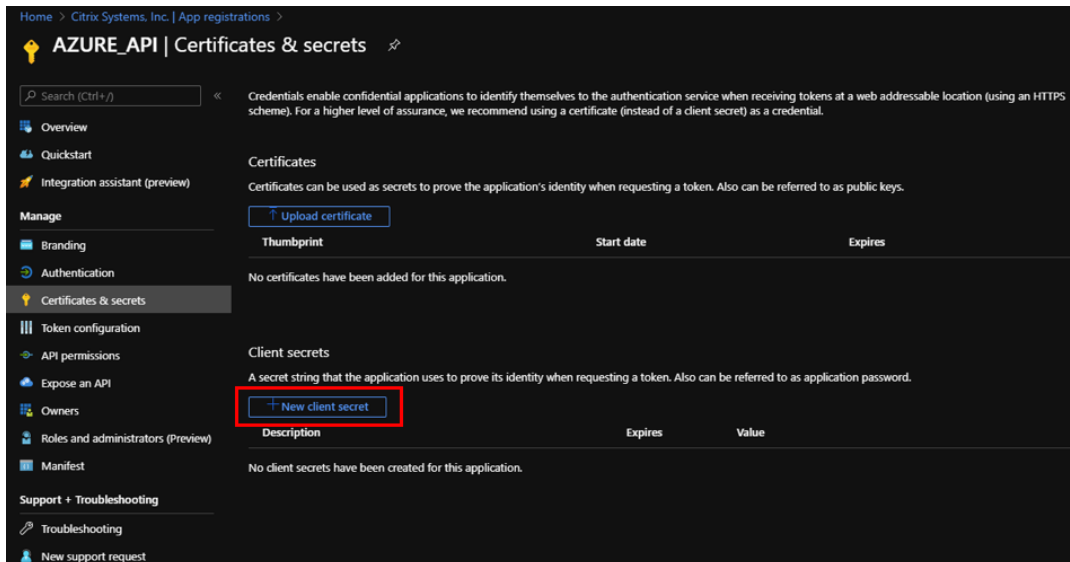 Home > Citrix Systems, Inc. | App registrations >
AZURE_API | Certificates & secrets
Search (Ctrl+/)
«
Overview
Quickstart
Integration assistant (preview)
Manage
Branding
Authentication
Certificates & secrets
Token configuration
API permissions
Expose an API
Owners
Roles and administrators (Preview)
Manifest
Support + Troubleshooting
Troubleshooting
New support request
Credentials enable confidential applications to identify themselves to the authentication service when receiving tokens at a web addressable location (using an HTTPS
scheme). For a higher level of assurance, we recommend using a certificate (instead of a client secret) as a credential.
Certificates
Certificates can be used as secrets to prove the application's identity when requesting a token. Also can be referred to as public keys.
Upload certificate
Thumbprint Start date Expires
No certificates have been added for this application.
Client secrets
A secret string that the application uses to prove its identity when requesting a token. Also can be referred to as application password.
New client secret
Description Expires Value
No client secrets have been created for this application.